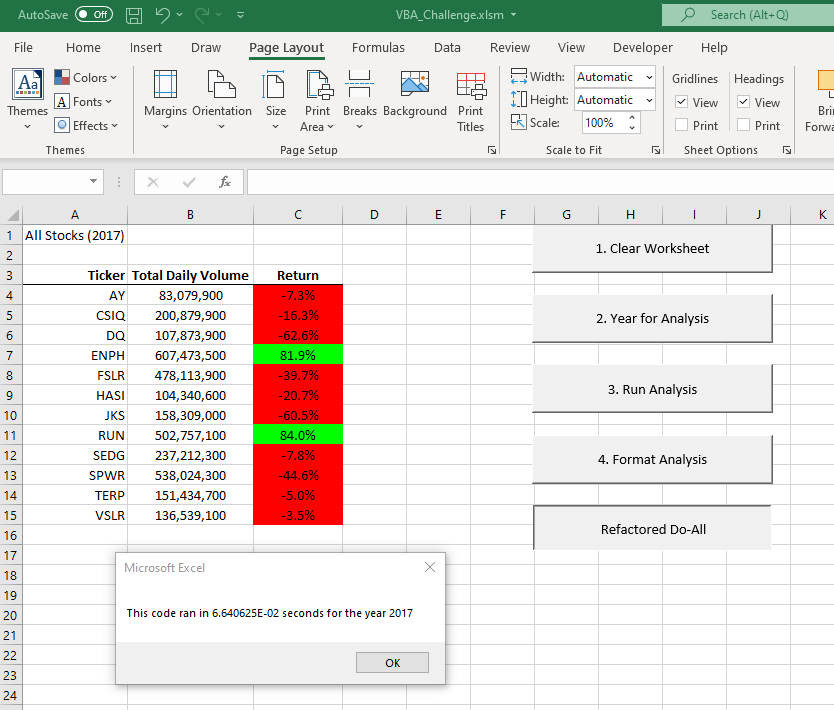 AutoSave Off VBA_Challenge.xlsm Search (Alt+Q)
File Home Insert Draw Page Layout Formulas Data Review View Developer Help
Aa Themes Colors Fonts Effects
Margins Orientation Size Print Area Breaks Background Print Titles
Width: Automatic
Height: Automatic
Scale: 100%
Gridlines Headings
View View
Print Print
Themes Page Setup Scale to Fit Sheet Options
fx
A B C D E F G H I J K
1 All Stocks (2017)
2
3 Ticker Total Daily Volume Return
4 AY 83,079,900 -7.3%
5 CSIQ 200,879,900 -16.3%
6 DQ 107,873,900 -62.6%
7 ENPH 607,473,500 81.9%
8 FSLR 478,113,900 -39.7%
9 HASI 104,340,600 -20.7%
10 JKS 158,309,000 -60.5%
11 RUN 502,757,100 84.0%
12 SEDG 237,212,300 -7.8%
13 SPWR 538,024,300 -44.6%
14 TERP 151,434,700 -5.0%
15 VSLR 136,539,100 -3.5%
16
17
18
19
20
21
22
23
24
1. Clear Worksheet
2. Year for Analysis
3. Run Analysis
4. Format Analysis
Refactored Do-All
Microsoft Excel
This code ran in 6.640625E-02 seconds for the year 2017
OK